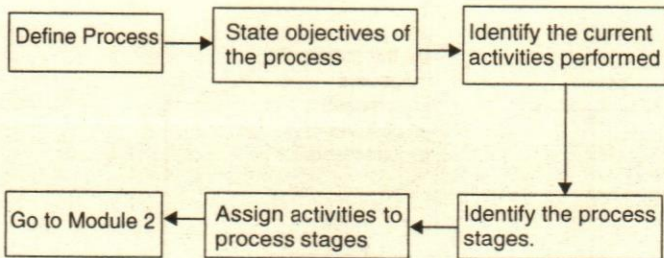 Define Process
State objectives of
the process
Identify the current
activities performed
Identify the process
stages.
Assign activities to
process stages
Go to Module 2